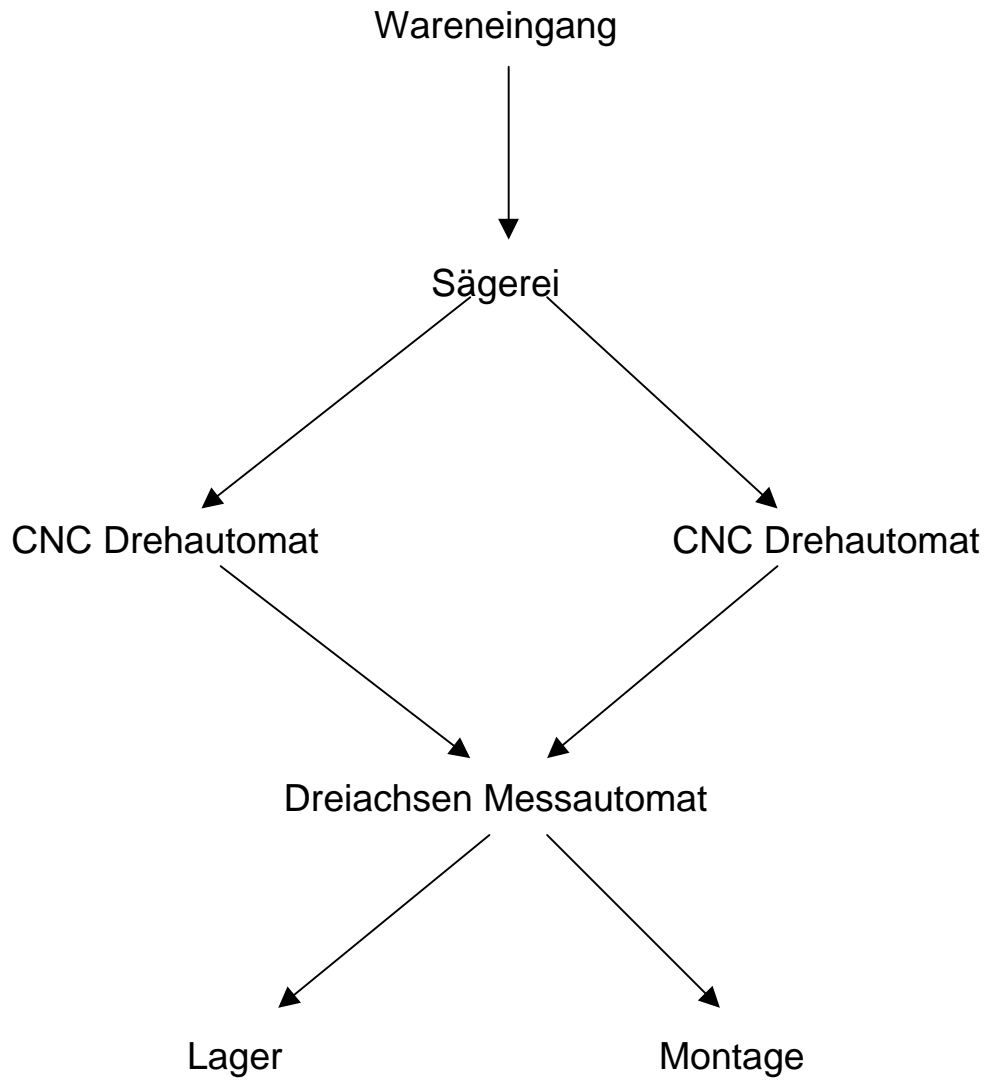 Wareneingang
Sägerei
CNC Drehautomat
CNC Drehautomat
Dreiachsen Messautomat
Lager
Montage